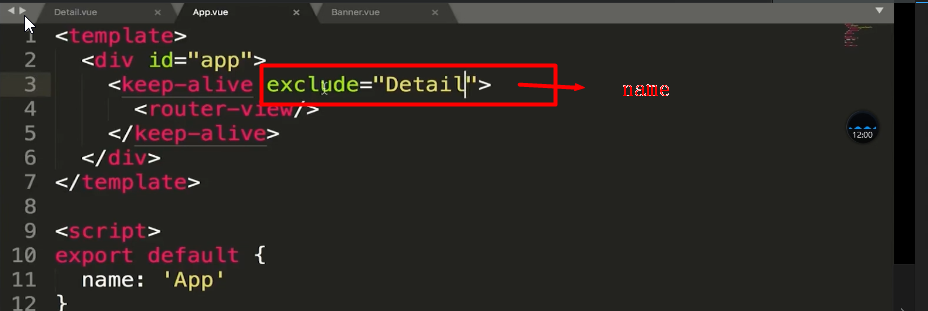 Detail.vue App.vue Banner.vue
1 <template>
2 <div id="app">
3 <keep-alive exclude="Detail"> name
4 <router-view/>
5 </keep-alive>
12:00
6 </div>
7 </template>
8
9 <script>
10 export default {
11 name: 'App'
12 }